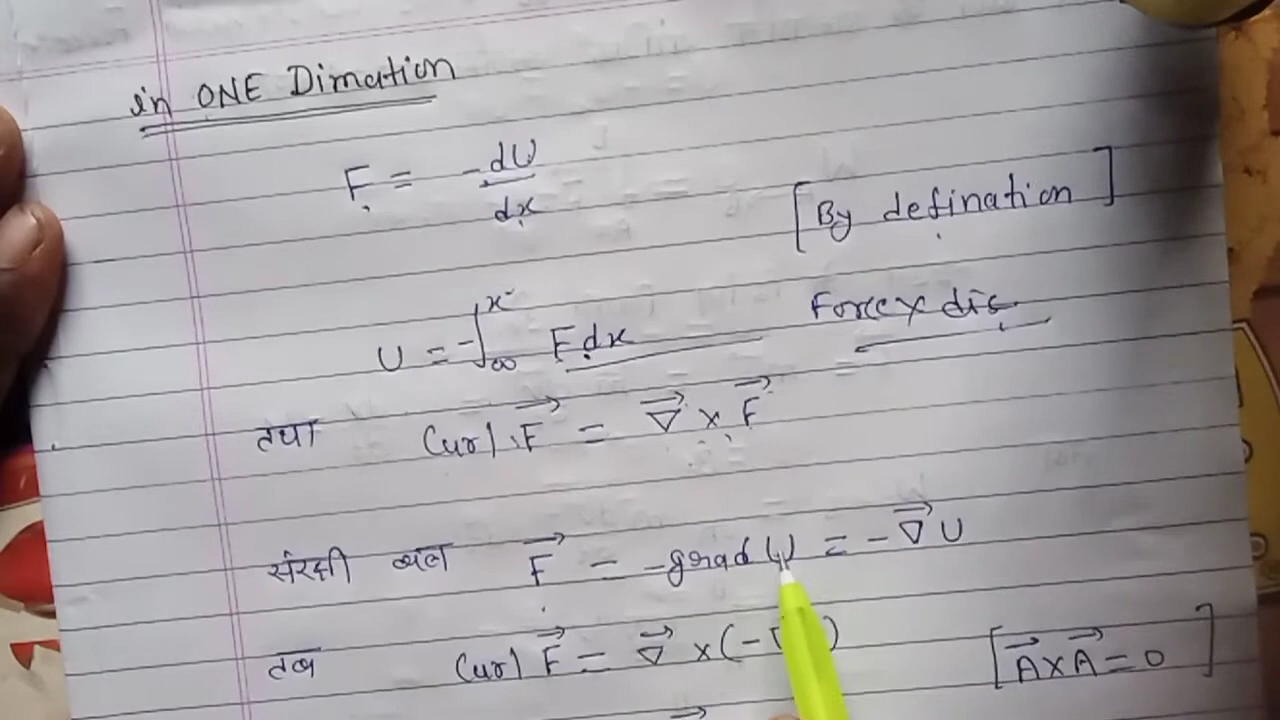 in ONE Dimation
F = - dU/dx [By defination]
U = -∫_∞^x F dx Force x dis
तथा Curl F⃗ = ∇⃗ × F⃗
संरक्षी बल F⃗ = -grad U = -∇⃗ U
तब Curl F⃗ = ∇⃗ × (-∇ ) [A⃗ × A⃗ = 0]